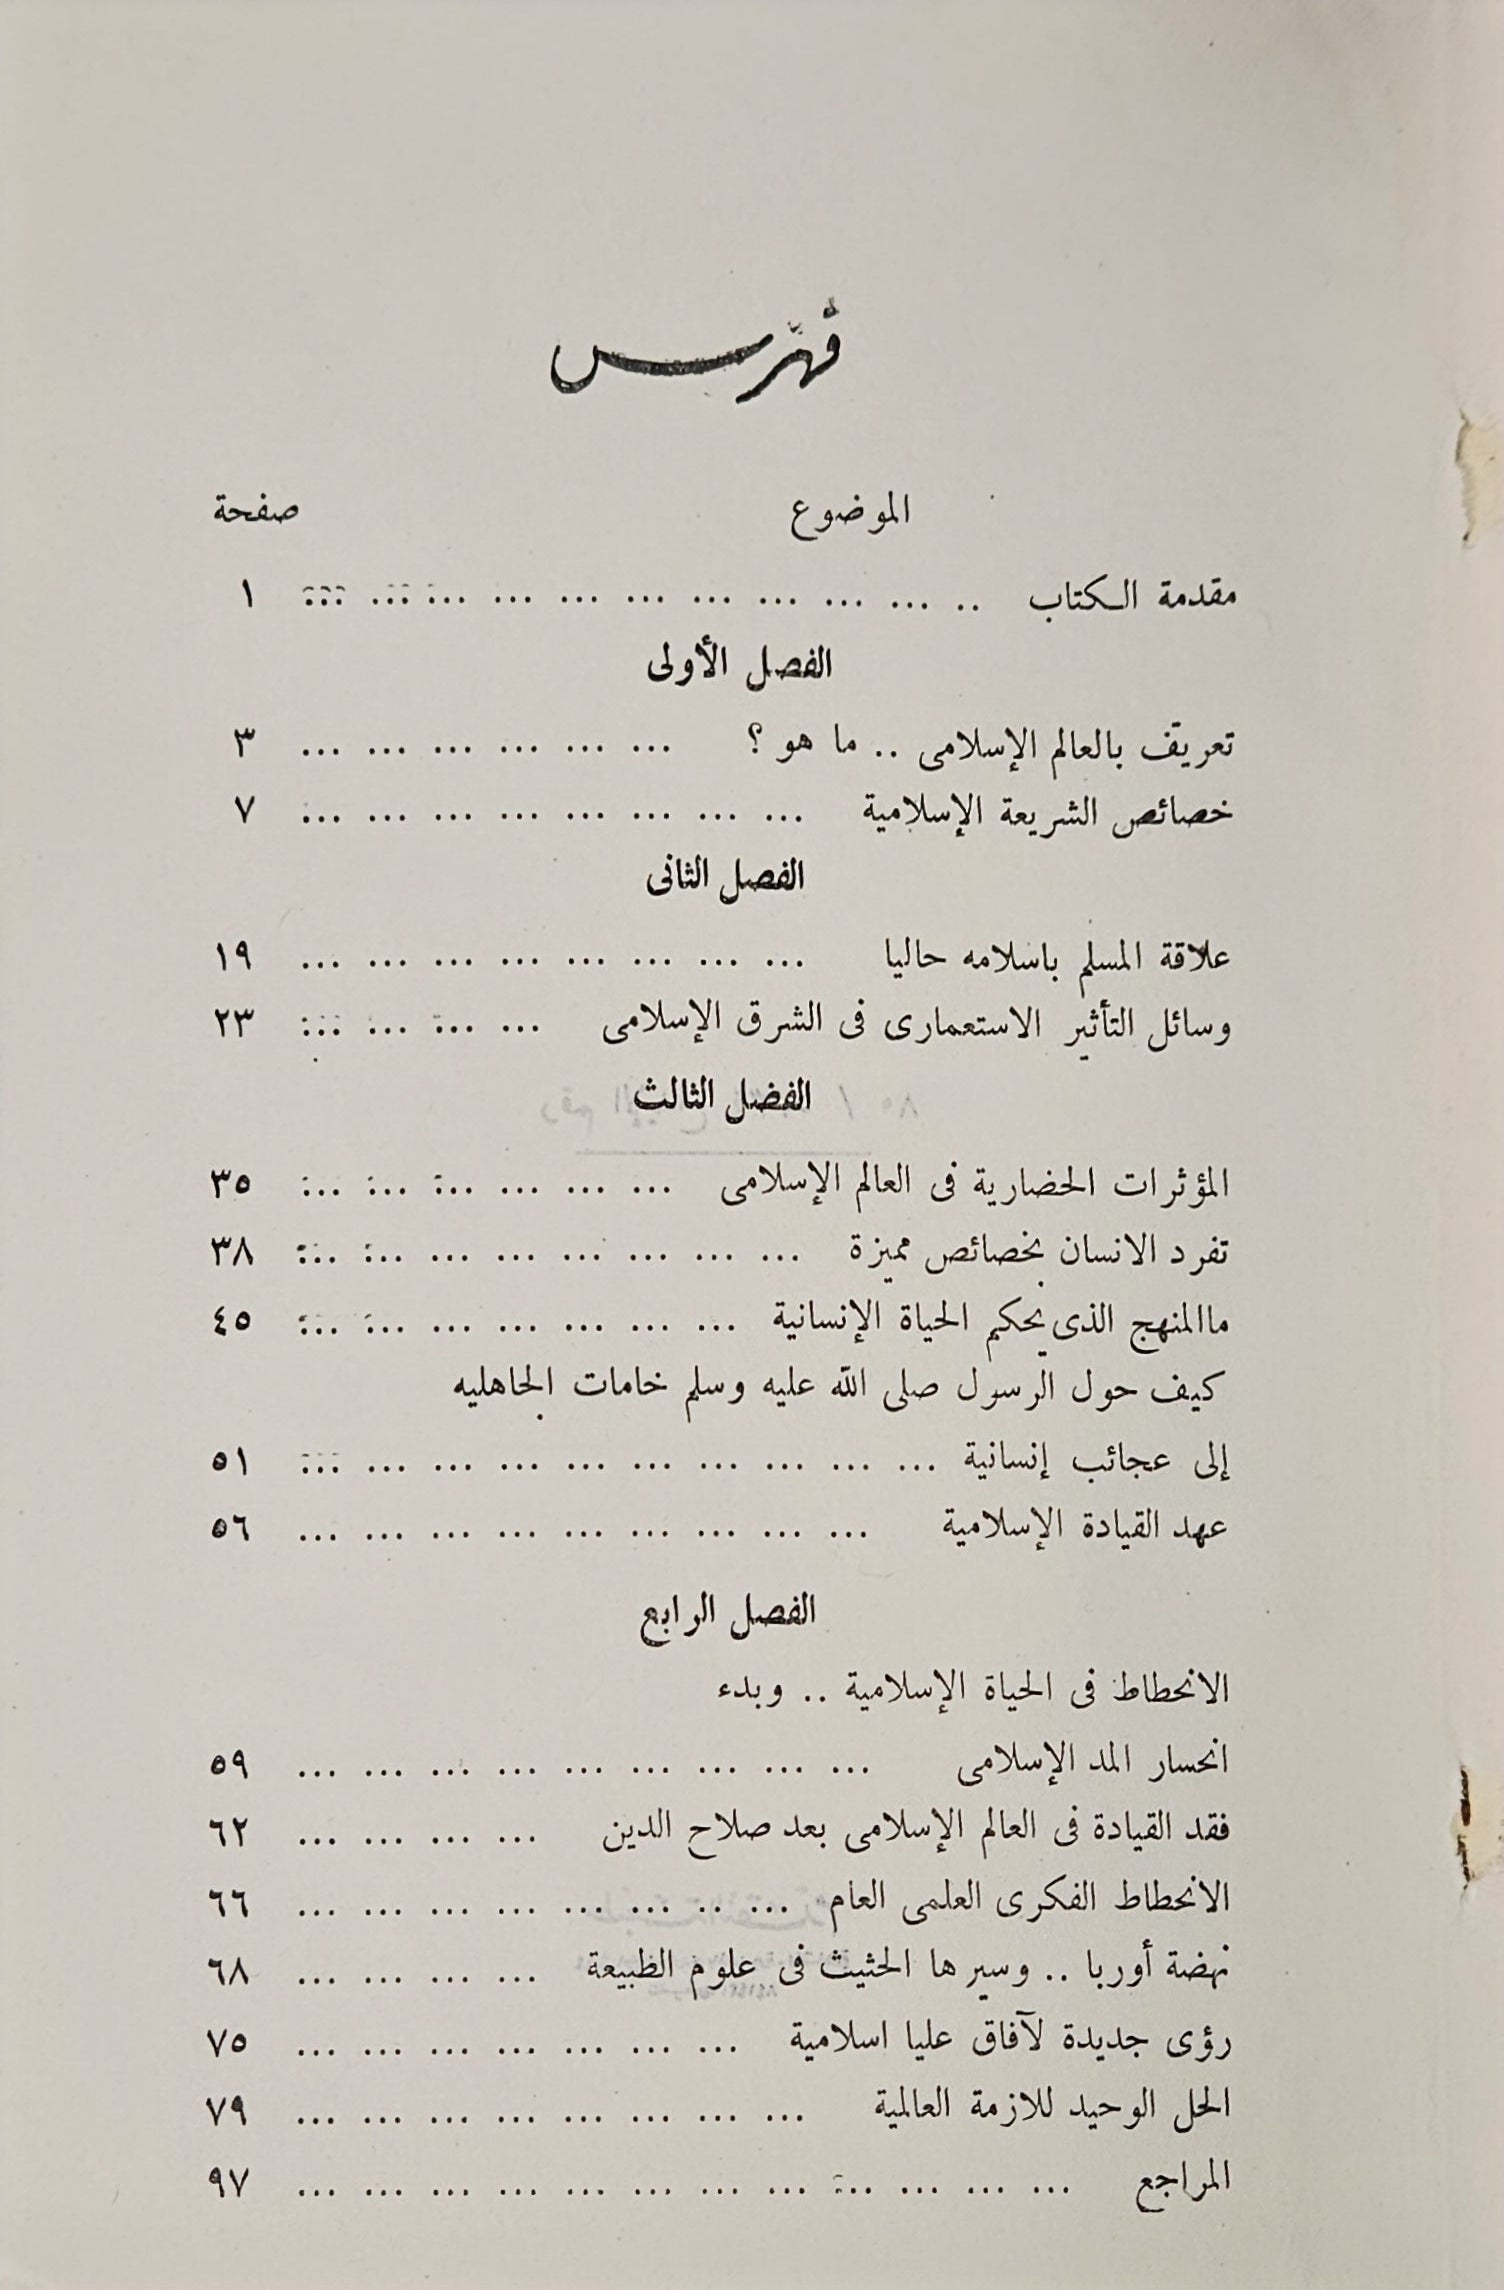 فهرس
الموضوع صفحة
مقدمة الكتاب .. ... ... ... ... ... ... ... ... ... ... ١
الفصل الأولى
تعريف بالعالم الإسلامى .. ما هو ؟ ... ... ... ... ... ... ٣
خصائص الشريعة الإسلامية ... ... ... ... ... ... ... ... ٧
الفصل الثانى
علاقة المسلم باسلامه حاليا ... ... ... ... ... ... ... ... ١٩
وسائل التأثير الاستعمارى فى الشرق الإسلامى ... ... ... ... ٢٣
الفضل الثالث
المؤثرات الحضارية فى العالم الإسلامى ... ... ... ... ... ... ٣٥
تفرد الانسان بخصائص مميزة ... ... ... ... ... ... ... ... ٣٨
ماالمنهج الذى يحكم الحياة الإنسانية ... ... ... ... ... ... ... ٤٥
كيف حول الرسول صلى الله عليه وسلم خامات الجاهليه
إلى عجائب إنسانية ... ... ... ... ... ... ... ... ... ... ٥١
عهد القيادة الإسلامية ... ... ... ... ... ... ... ... ... ٥٦
الفصل الرابع
الانحطاط فى الحياة الإسلامية .. وبدء
انحسار المد الإسلامى ... ... ... ... ... ... ... ... ... ٥٩
فقد القيادة فى العالم الإسلامى بعد صلاح الدين ... ... ... ... ٦٢
الانحطاط الفكرى العلمى العام ... .. ... ... ... ... ... ... ٦٦
نهضة أوربا .. وسيرها الحثيث فى علوم الطبيعة ... ... ... ... ٦٨
رؤى جديدة لآفاق عليا اسلامية ... ... ... ... ... ... ... ٧٥
الحل الوحيد للازمة العالمية ... ... ... ... ... ... ... ... ٧٩
المراجع ... ... ... ... ... ... ... ... ... ... ... ... ٩٧